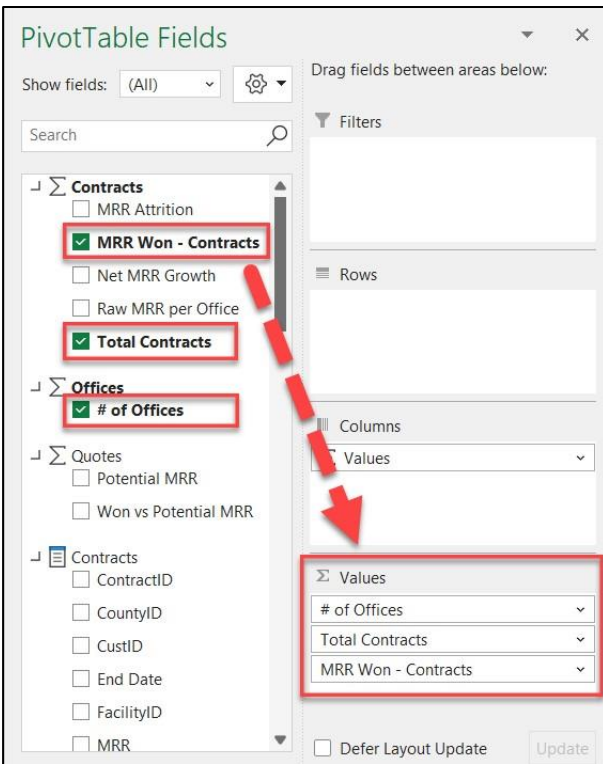 PivotTable Fields
Show fields: (All)
Search
Σ Contracts
MRR Attrition
MRR Won - Contracts
Net MRR Growth
Raw MRR per Office
Total Contracts
Σ Offices
# of Offices
Σ Quotes
Potential MRR
Won vs Potential MRR
Contracts
ContractID
CountyID
CustID
End Date
FacilityID
MRR
Drag fields between areas below:
Filters
Rows
Columns
Σ Values
Σ Values
# of Offices
Total Contracts
MRR Won - Contracts
Defer Layout Update
Update